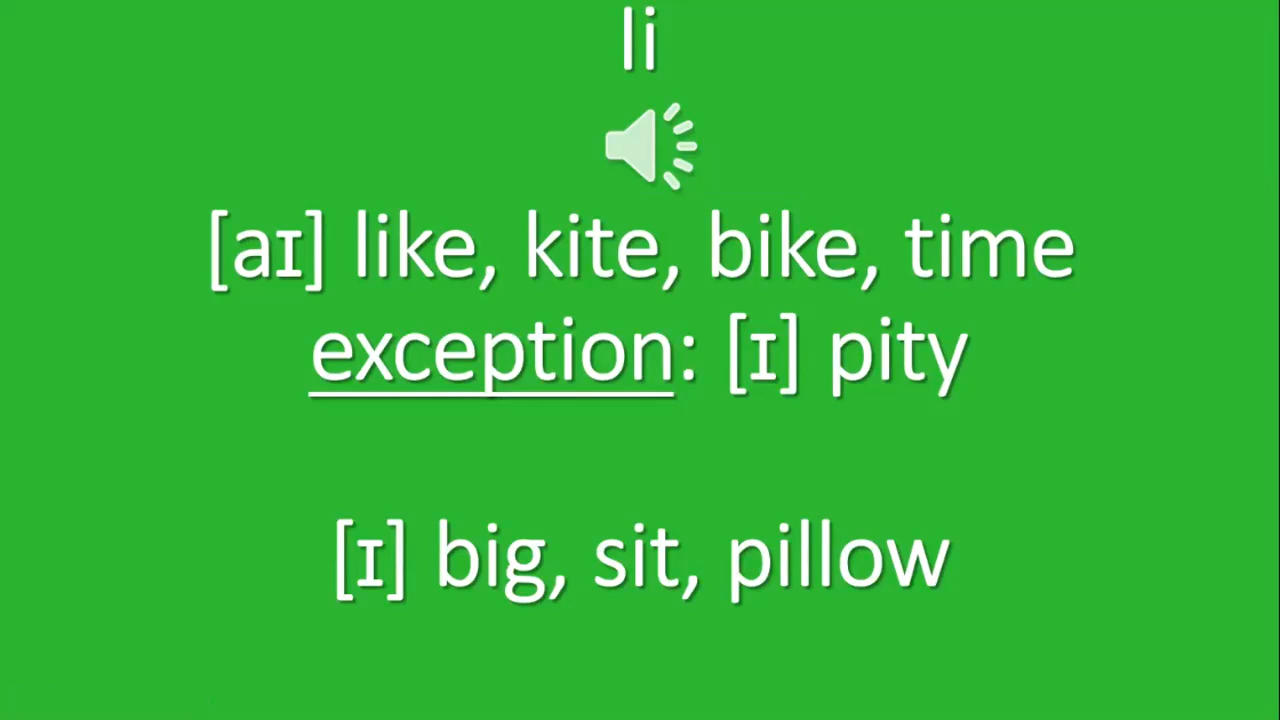 Ii
[aɪ] like, kite, bike, time
exception: [ɪ] pity
[ɪ] big, sit, pillow